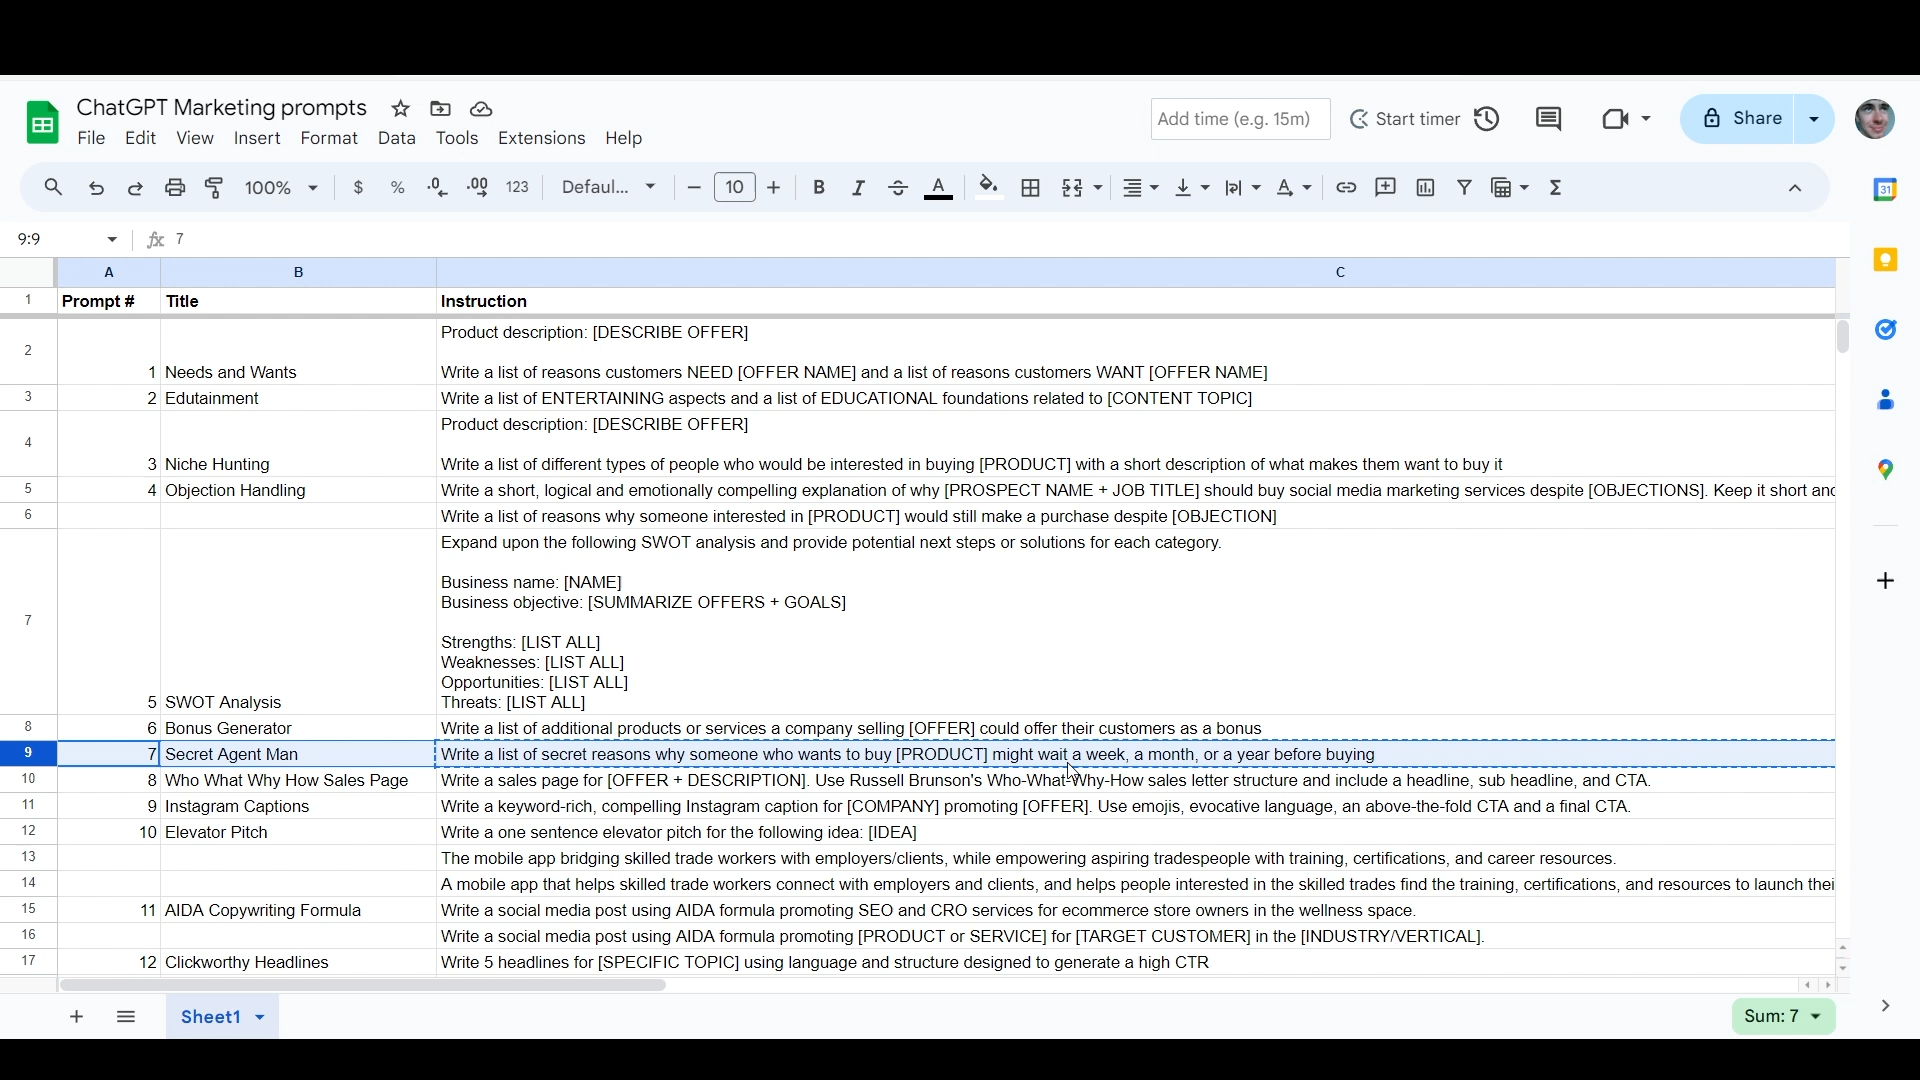 ChatGPT Marketing prompts
Add time (e.g. 15m)
Start timer
Share
File Edit View Insert Format Data Tools Extensions Help
100% $ % .0 .00 123 Defaul... 10 B I A
31
9:9 fx 7
A B C
1 Prompt # Title Instruction
Product description: [DESCRIBE OFFER]
2
1 Needs and Wants Write a list of reasons customers NEED [OFFER NAME] and a list of reasons customers WANT [OFFER NAME]
3 2 Edutainment Write a list of ENTERTAINING aspects and a list of EDUCATIONAL foundations related to [CONTENT TOPIC]
Product description: [DESCRIBE OFFER]
4
3 Niche Hunting Write a list of different types of people who would be interested in buying [PRODUCT] with a short description of what makes them want to buy it
5 4 Objection Handling Write a short, logical and emotionally compelling explanation of why [PROSPECT NAME + JOB TITLE] should buy social media marketing services despite [OBJECTIONS]. Keep it short and
6 Write a list of reasons why someone interested in [PRODUCT] would still make a purchase despite [OBJECTION]
Expand upon the following SWOT analysis and provide potential next steps or solutions for each category.
Business name: [NAME]
Business objective: [SUMMARIZE OFFERS + GOALS]
7
Strengths: [LIST ALL]
Weaknesses: [LIST ALL]
Opportunities: [LIST ALL]
5 SWOT Analysis Threats: [LIST ALL]
8 6 Bonus Generator Write a list of additional products or services a company selling [OFFER] could offer their customers as a bonus
9 7 Secret Agent Man Write a list of secret reasons why someone who wants to buy [PRODUCT] might wait a week, a month, or a year before buying
10 8 Who What Why How Sales Page Write a sales page for [OFFER + DESCRIPTION]. Use Russell Brunson's Who-What-Why-How sales letter structure and include a headline, sub headline, and CTA.
11 9 Instagram Captions Write a keyword-rich, compelling Instagram caption for [COMPANY] promoting [OFFER]. Use emojis, evocative language, an above-the-fold CTA and a final CTA.
12 10 Elevator Pitch Write a one sentence elevator pitch for the following idea: [IDEA]
13 The mobile app bridging skilled trade workers with employers/clients, while empowering aspiring tradespeople with training, certifications, and career resources.
14 A mobile app that helps skilled trade workers connect with employers and clients, and helps people interested in the skilled trades find the training, certifications, and resources to launch thei
15 11 AIDA Copywriting Formula Write a social media post using AIDA formula promoting SEO and CRO services for ecommerce store owners in the wellness space.
16 Write a social media post using AIDA formula promoting [PRODUCT or SERVICE] for [TARGET CUSTOMER] in the [INDUSTRY/VERTICAL].
17 12 Clickworthy Headlines Write 5 headlines for [SPECIFIC TOPIC] using language and structure designed to generate a high CTR
Sheet1
Sum: 7